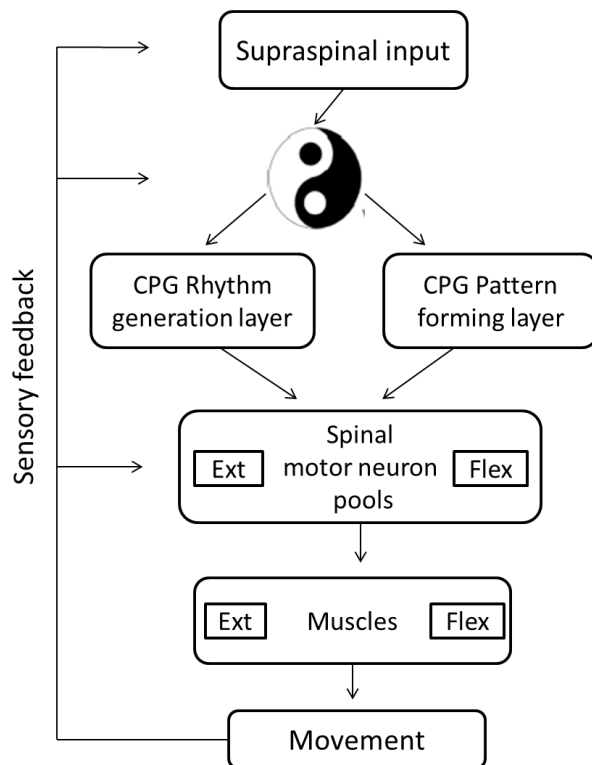 Supraspinal input
CPG Rhythm
generation layer
CPG Pattern
forming layer
Sensory feedback
Spinal
motor neuron
pools
Ext
Flex
Ext
Muscles
Flex
Movement